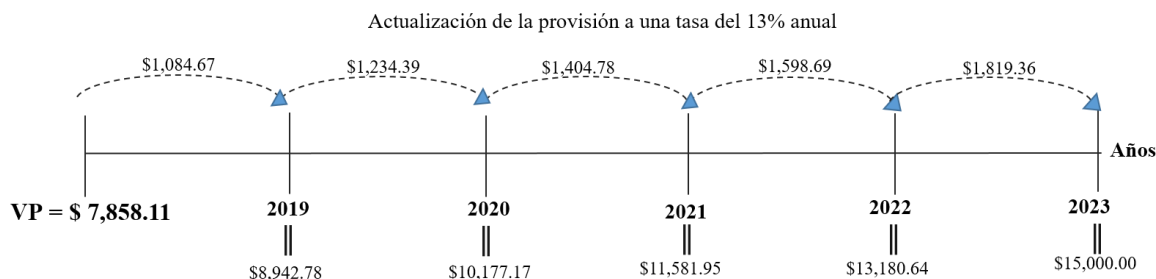 Actualización de la provisión a una tasa del 13% anual
$1,084.67 $1,234.39 $1,404.78 $1,598.69 $1,819.36
Años
VP = $ 7,858.11 2019 2020 2021 2022 2023
$8,942.78 $10,177.17 $11,581.95 $13,180.64 $15,000.00